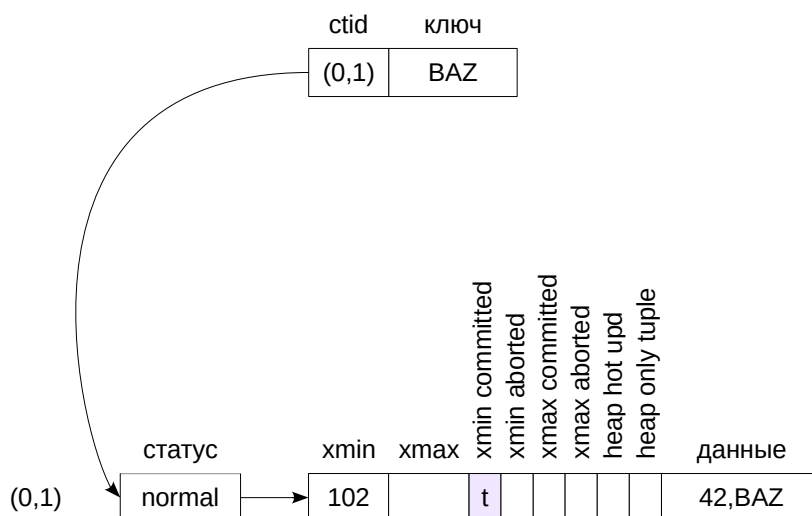 ctid ключ
(0,1) BAZ
xmin committed
xmin aborted
xmax committed
xmax aborted
heap hot upd
heap only tuple
статус xmin xmax данные
(0,1) normal 102 t 42,BAZ